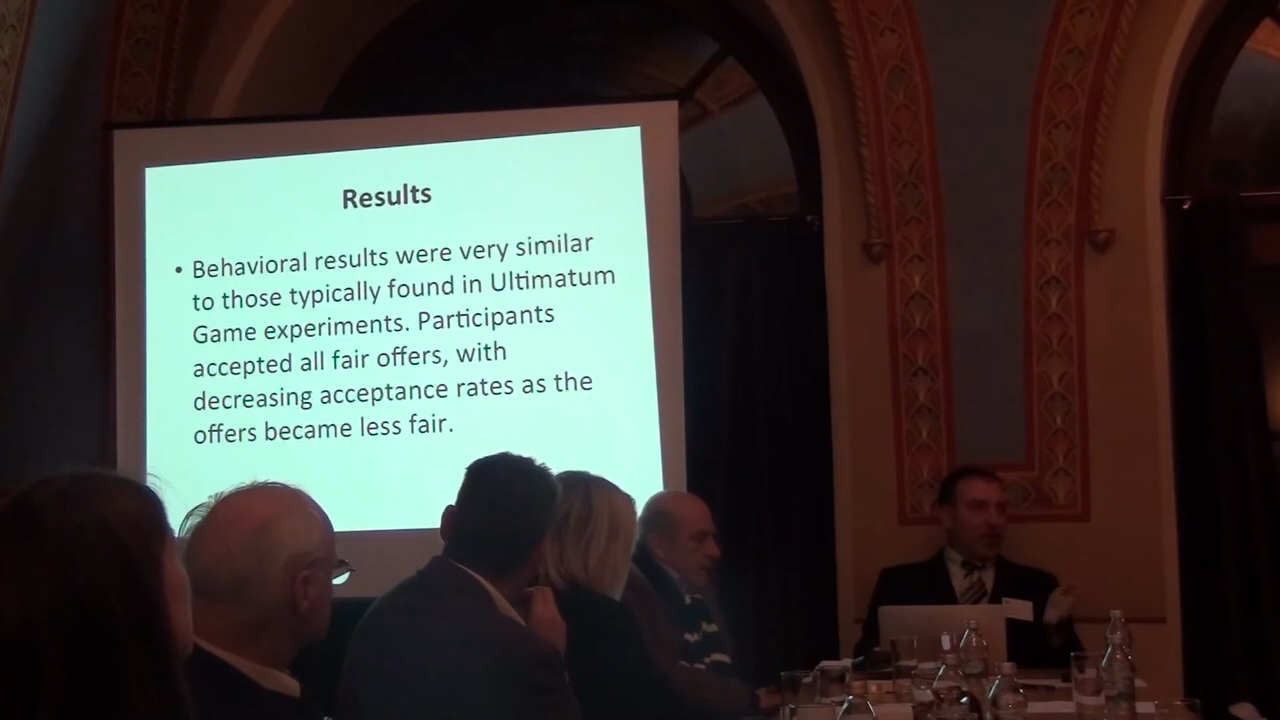 Results
• Behavioral results were very similar
to those typically found in Ultimatum
Game experiments. Participants
accepted all fair offers, with
decreasing acceptance rates as the
offers became less fair.